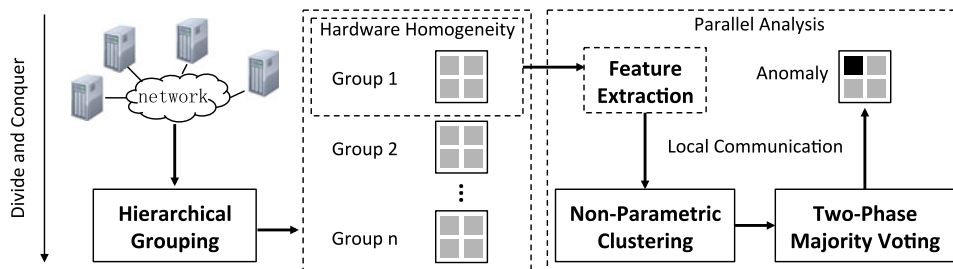 Divide and Conquer
network
Hierarchical
Grouping
Hardware Homogeneity
Group 1
Group 2
Group n
Parallel Analysis
Feature
Extraction
Anomaly
Local Communication
Non-Parametric
Clustering
Two-Phase
Majority Voting